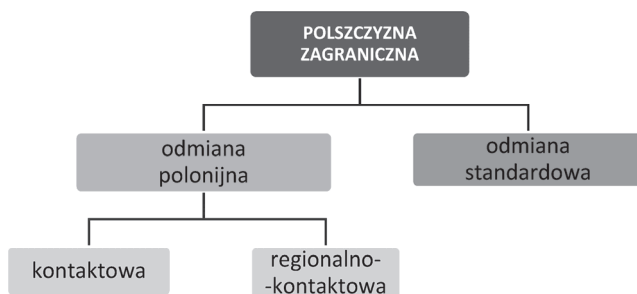 POLSZCZYZNA
ZAGRANICZNA
odmiana
polonijna
odmiana
standardowa
kontaktowa
regionalno-
-kontaktowa